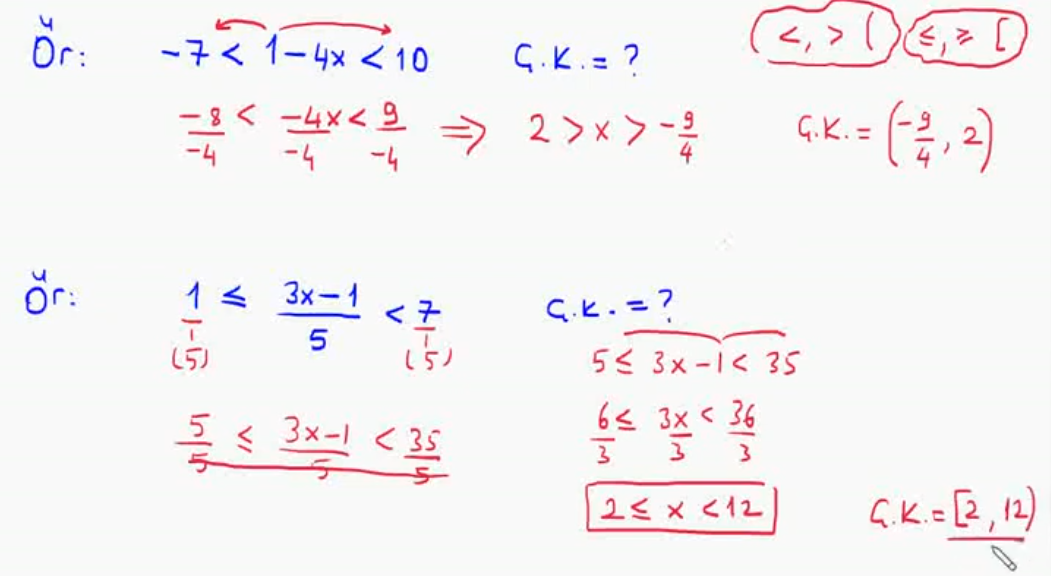 Ör: -7 < 1-4x < 10 Ç.K. = ? <, > ( ≤, ≥ [
-8/-4 < -4x/-4 < 9/-4 ⇒ 2 > x > -9/4 Ç.K. = (-9/4, 2)
Ör: 1/1 ≤ (3x-1)/5 < 7/1 Ç.K. = ?
(5) (5)
5 ≤ 3x-1 < 35
5/5 ≤ (3x-1)/5 < 35/5
6/3 ≤ 3x/3 < 36/3
2 ≤ x < 12
Ç.K. = [2, 12)